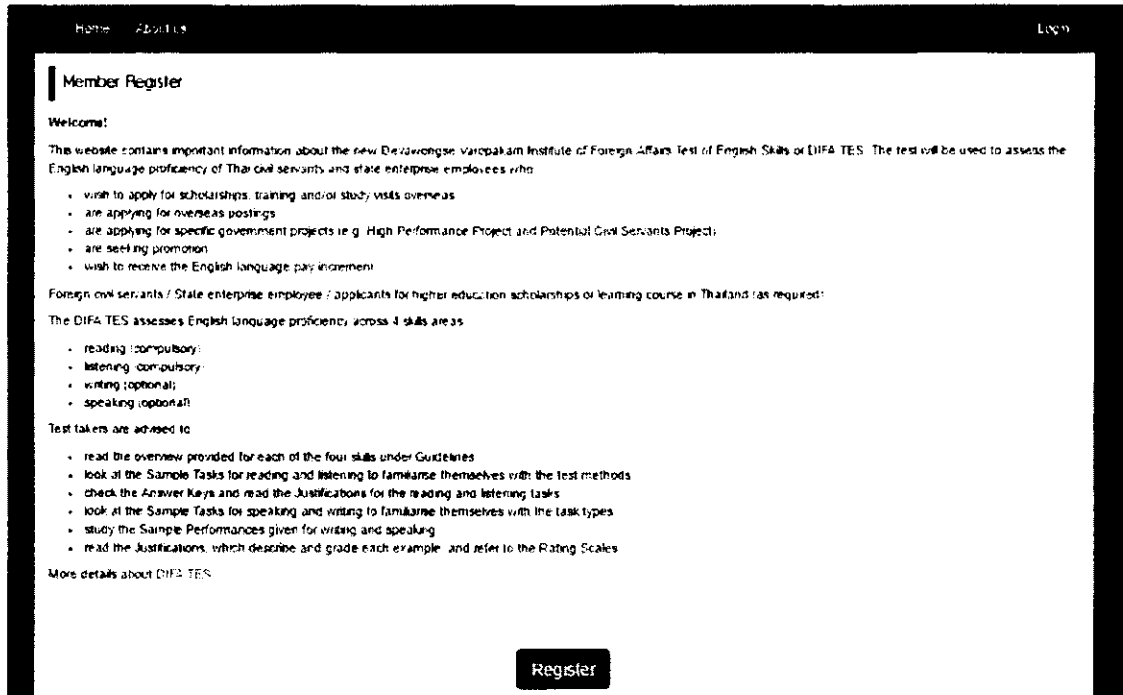 Home About us Login
Member Register
Welcome!
This website contains important information about the new Devawongse Varopakarn Institute of Foreign Affairs Test of English Skills or DIFA TES. The test will be used to assess the
English language proficiency of Thai civil servants and state enterprise employees who
- wish to apply for scholarships, training and/or study visits overseas
- are applying for overseas postings
- are applying for specific government projects (e.g. High Performance Project and Potential Civil Servants Project)
- are seeking promotion
- wish to receive the English language pay increment
Foreign civil servants / State enterprise employee / applicants for higher education scholarships or learning course in Thailand (as required)
The DIFA TES assesses English language proficiency across 4 skills areas
- reading (compulsory)
- listening (compulsory)
- writing (optional)
- speaking (optional)
Test takers are advised to
- read the overview provided for each of the four skills under Guidelines
- look at the Sample Tasks for reading and listening to familiarise themselves with the test methods
- check the Answer Keys and read the Justifications for the reading and listening tasks
- look at the Sample Tasks for speaking and writing to familiarise themselves with the task types
- study the Sample Performances given for writing and speaking
- read the Justifications, which describe and grade each example, and refer to the Rating Scales
More details about DIFA TES
Register